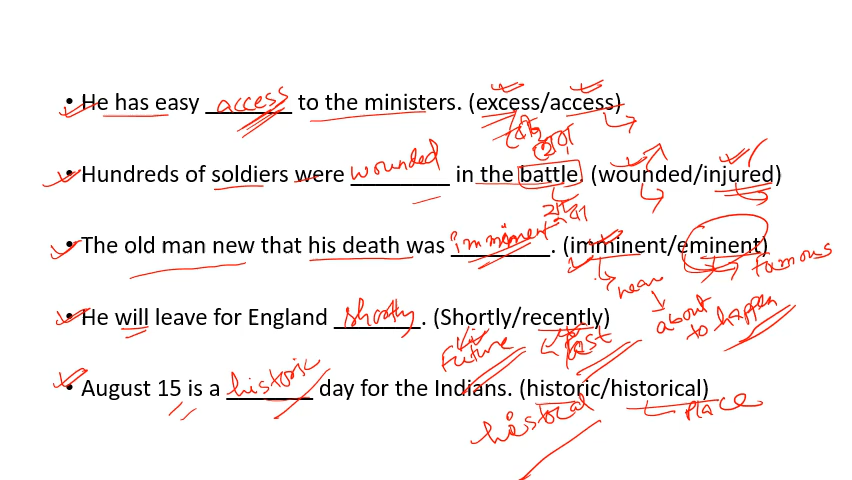 • He has easy access to the ministers. (excess/access)
• Hundreds of soldiers were wounded in the battle. (wounded/injured)
• The old man new that his death was imminent. (imminent/eminent)
famous
near
about to happen
• He will leave for England shortly. (Shortly/recently)
Future past
• August 15 is a historic day for the Indians. (historic/historical)
place